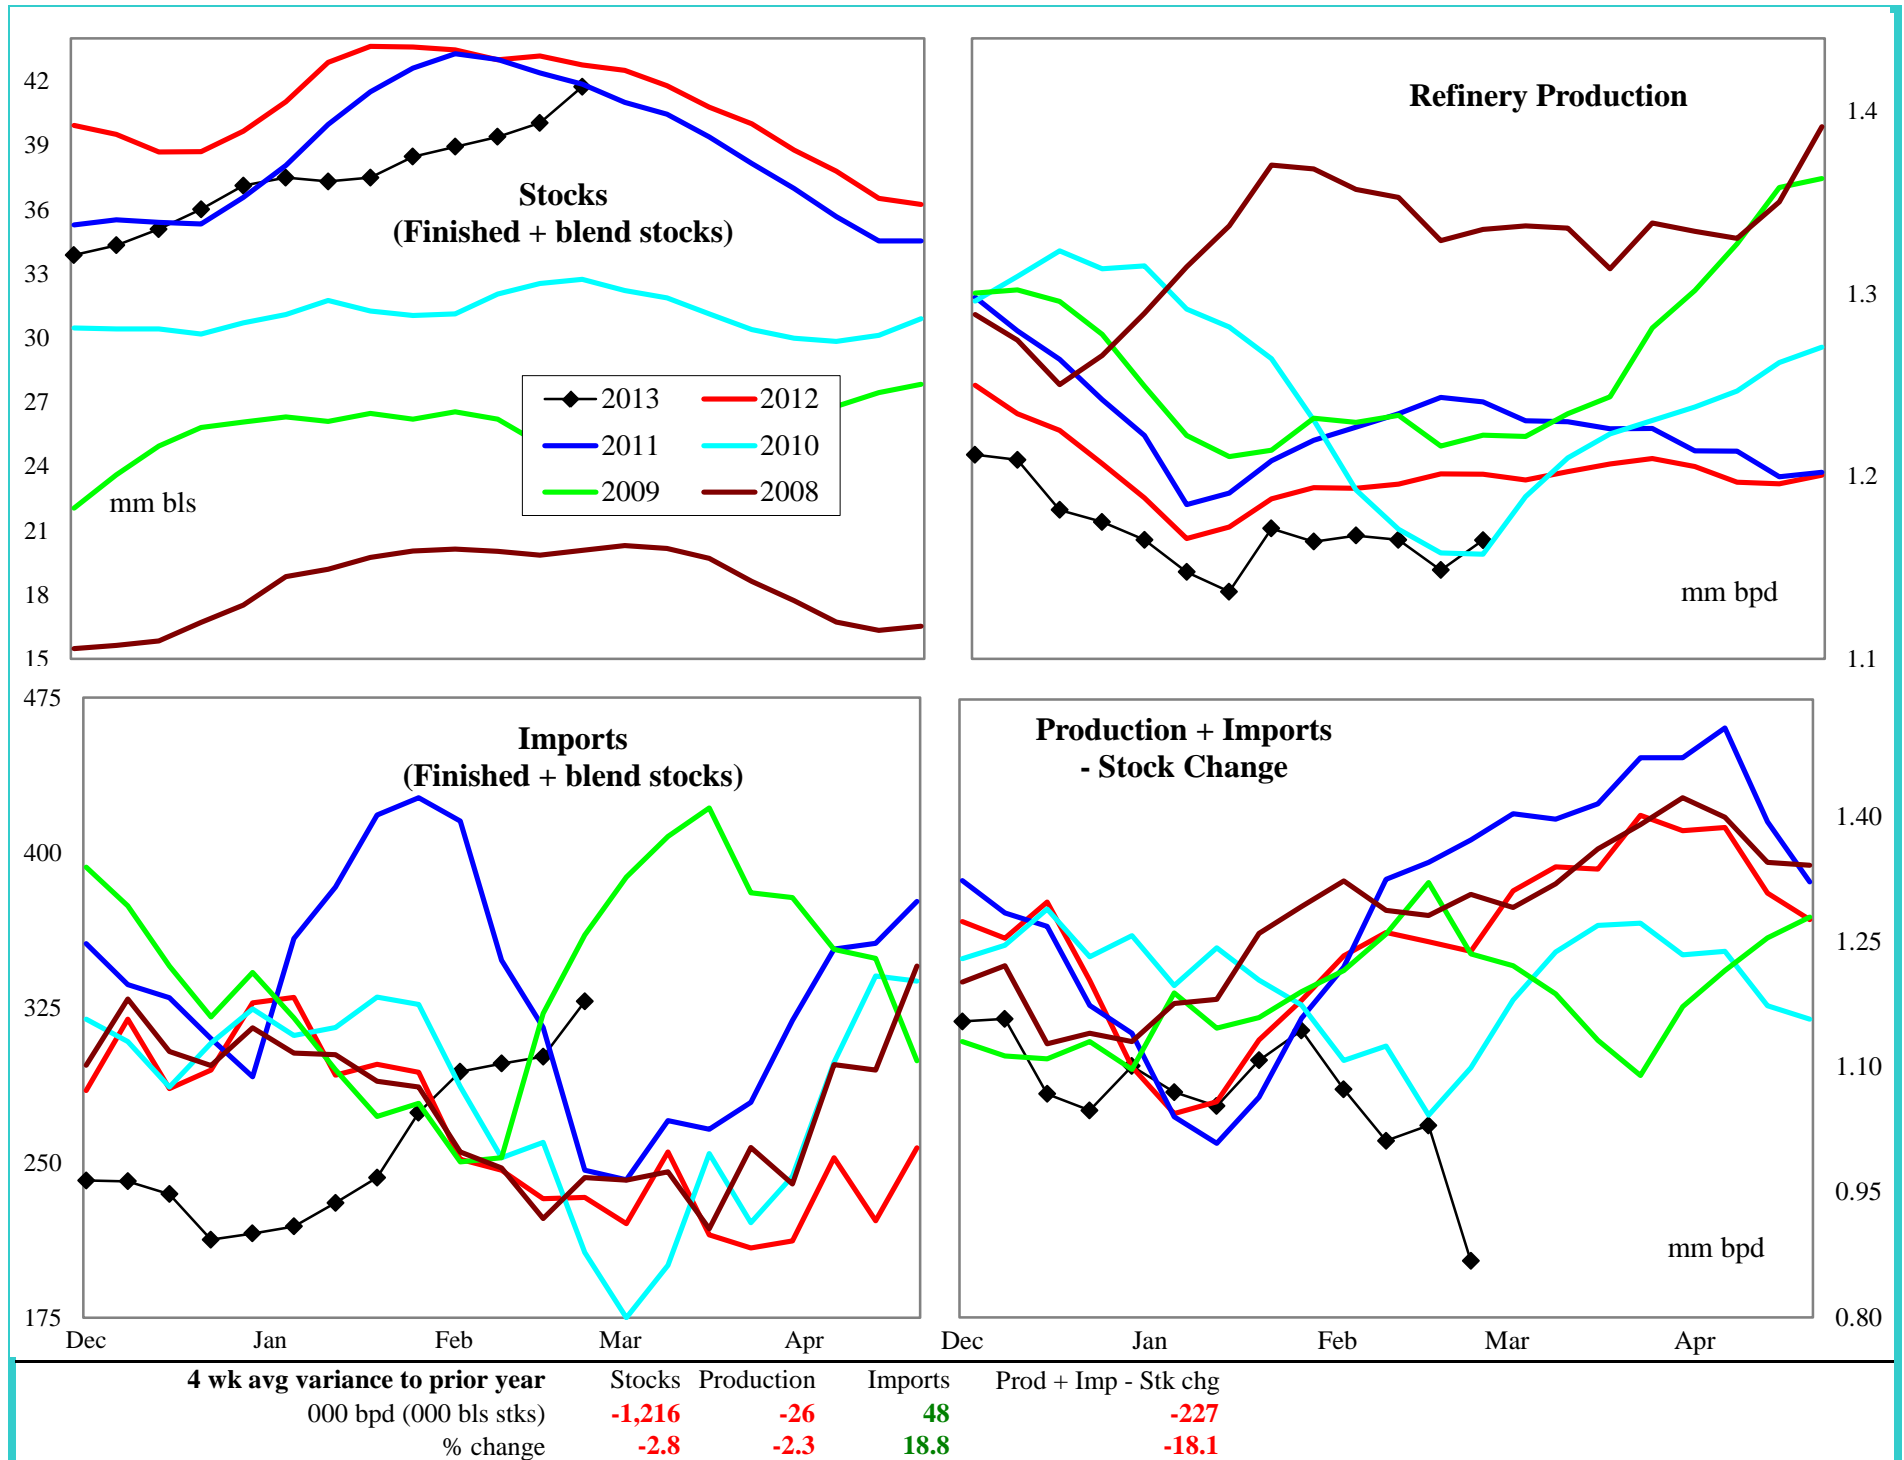 42
39
36
33
30
27
24
21
18
15
Stocks
(Finished + blend stocks)
2013 2012
2011 2010
2009 2008
mm bls
Refinery Production
1.4
1.3
1.2
1.1
mm bpd
475
400
325
250
175
Imports
(Finished + blend stocks)
Dec Jan Feb Mar Apr
Production + Imports
- Stock Change
1.40
1.25
1.10
0.95
0.80
mm bpd
Dec Jan Feb Mar Apr
4 wk avg variance to prior year Stocks Production Imports Prod + Imp - Stk chg
000 bpd (000 bls stks) -1,216 -26 48 -227
% change -2.8 -2.3 18.8 -18.1